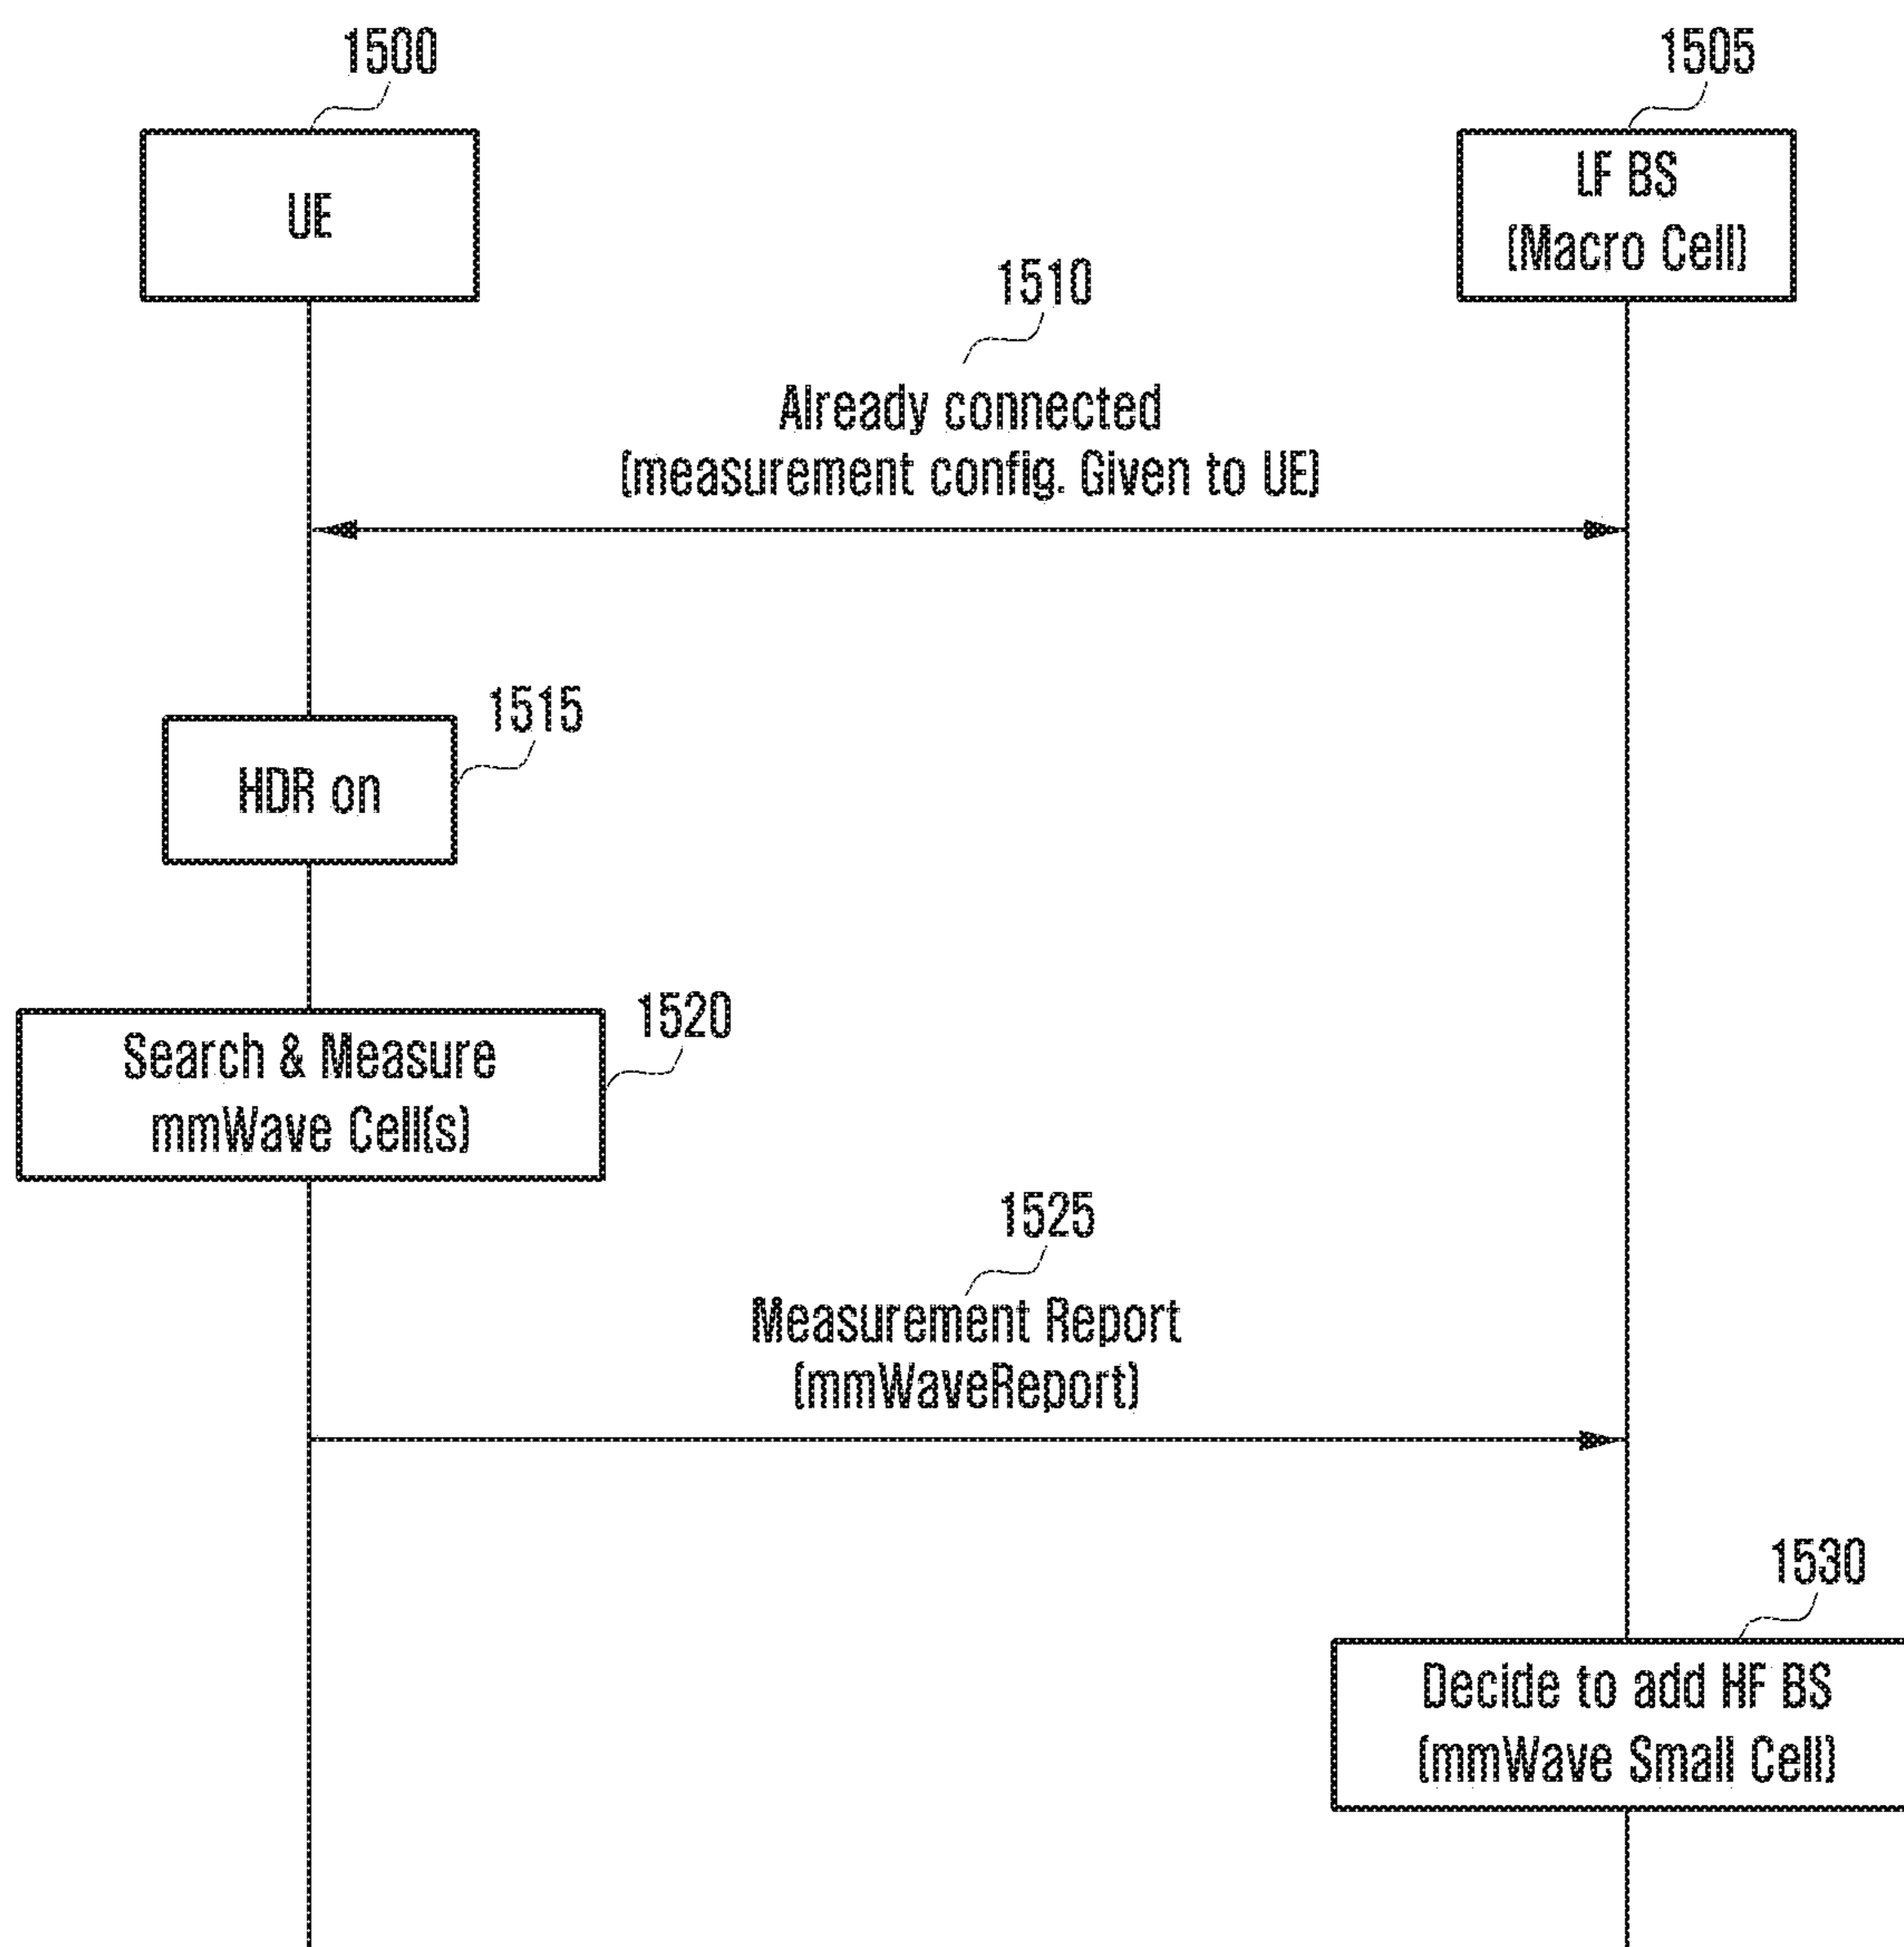 1500
1505
UE
LF BS
(Macro Cell)
1510
Already connected
(measurement config. Given to UE)
1515
HDR on
1520
Search & Measure
mmWave Cell(s)
1525
Measurement Report
(mmWaveReport)
1530
Decide to add HF BS
(mmWave Small Cell)